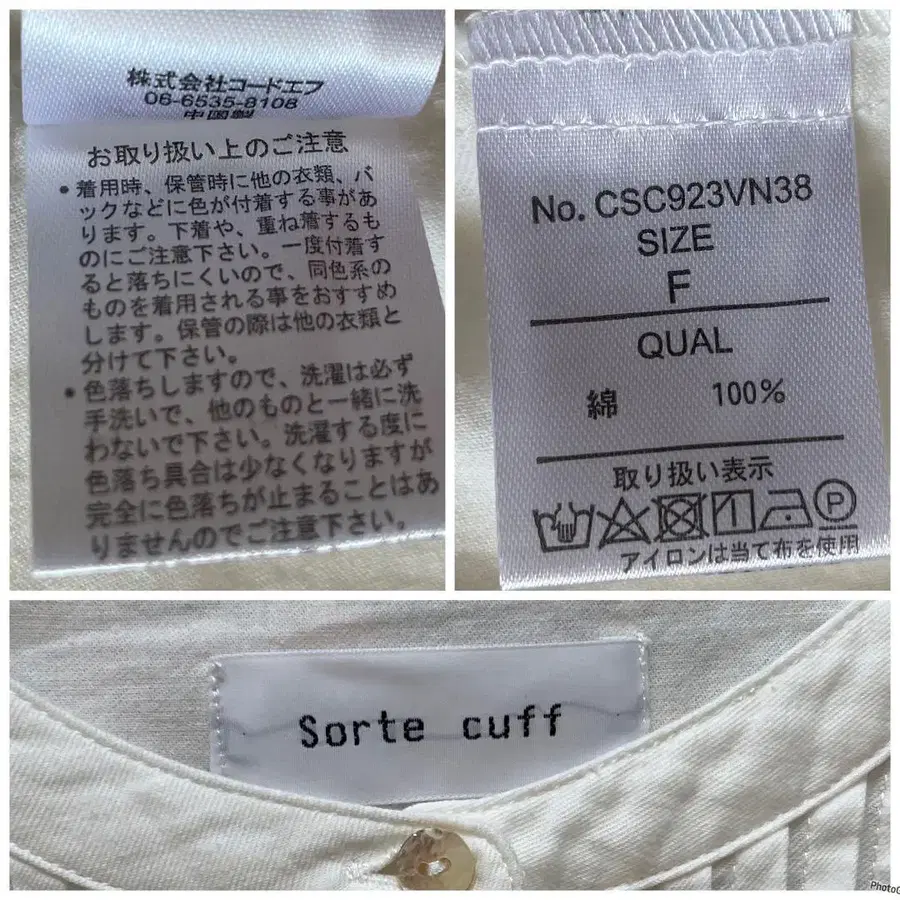 株式会社コードエフ
06-6535-8108
中国製
お取り扱い上のご注意
• 着用時、保管時に他の衣類、バ
ックなどに色が付着する事があ
ります。下着や、重ね着するも
のにご注意下さい。一度付着す
ると落ちにくいので、同色系の
ものを着用される事をおすすめ
します。保管の際は他の衣類と
分けて下さい。
• 色落ちしますので、洗濯は必ず
手洗いで、他のものと一緒に洗
わないで下さい。洗濯する度に
色落ち具合は少なくなりますが
完全に色落ちが止まることはあ
りませんのでご注意下さい。
No. CSC923VN38
SIZE
F
QUAL
綿 100%
取り扱い表示
P
アイロンは当て布を使用
Sorte cuff
PhotoG